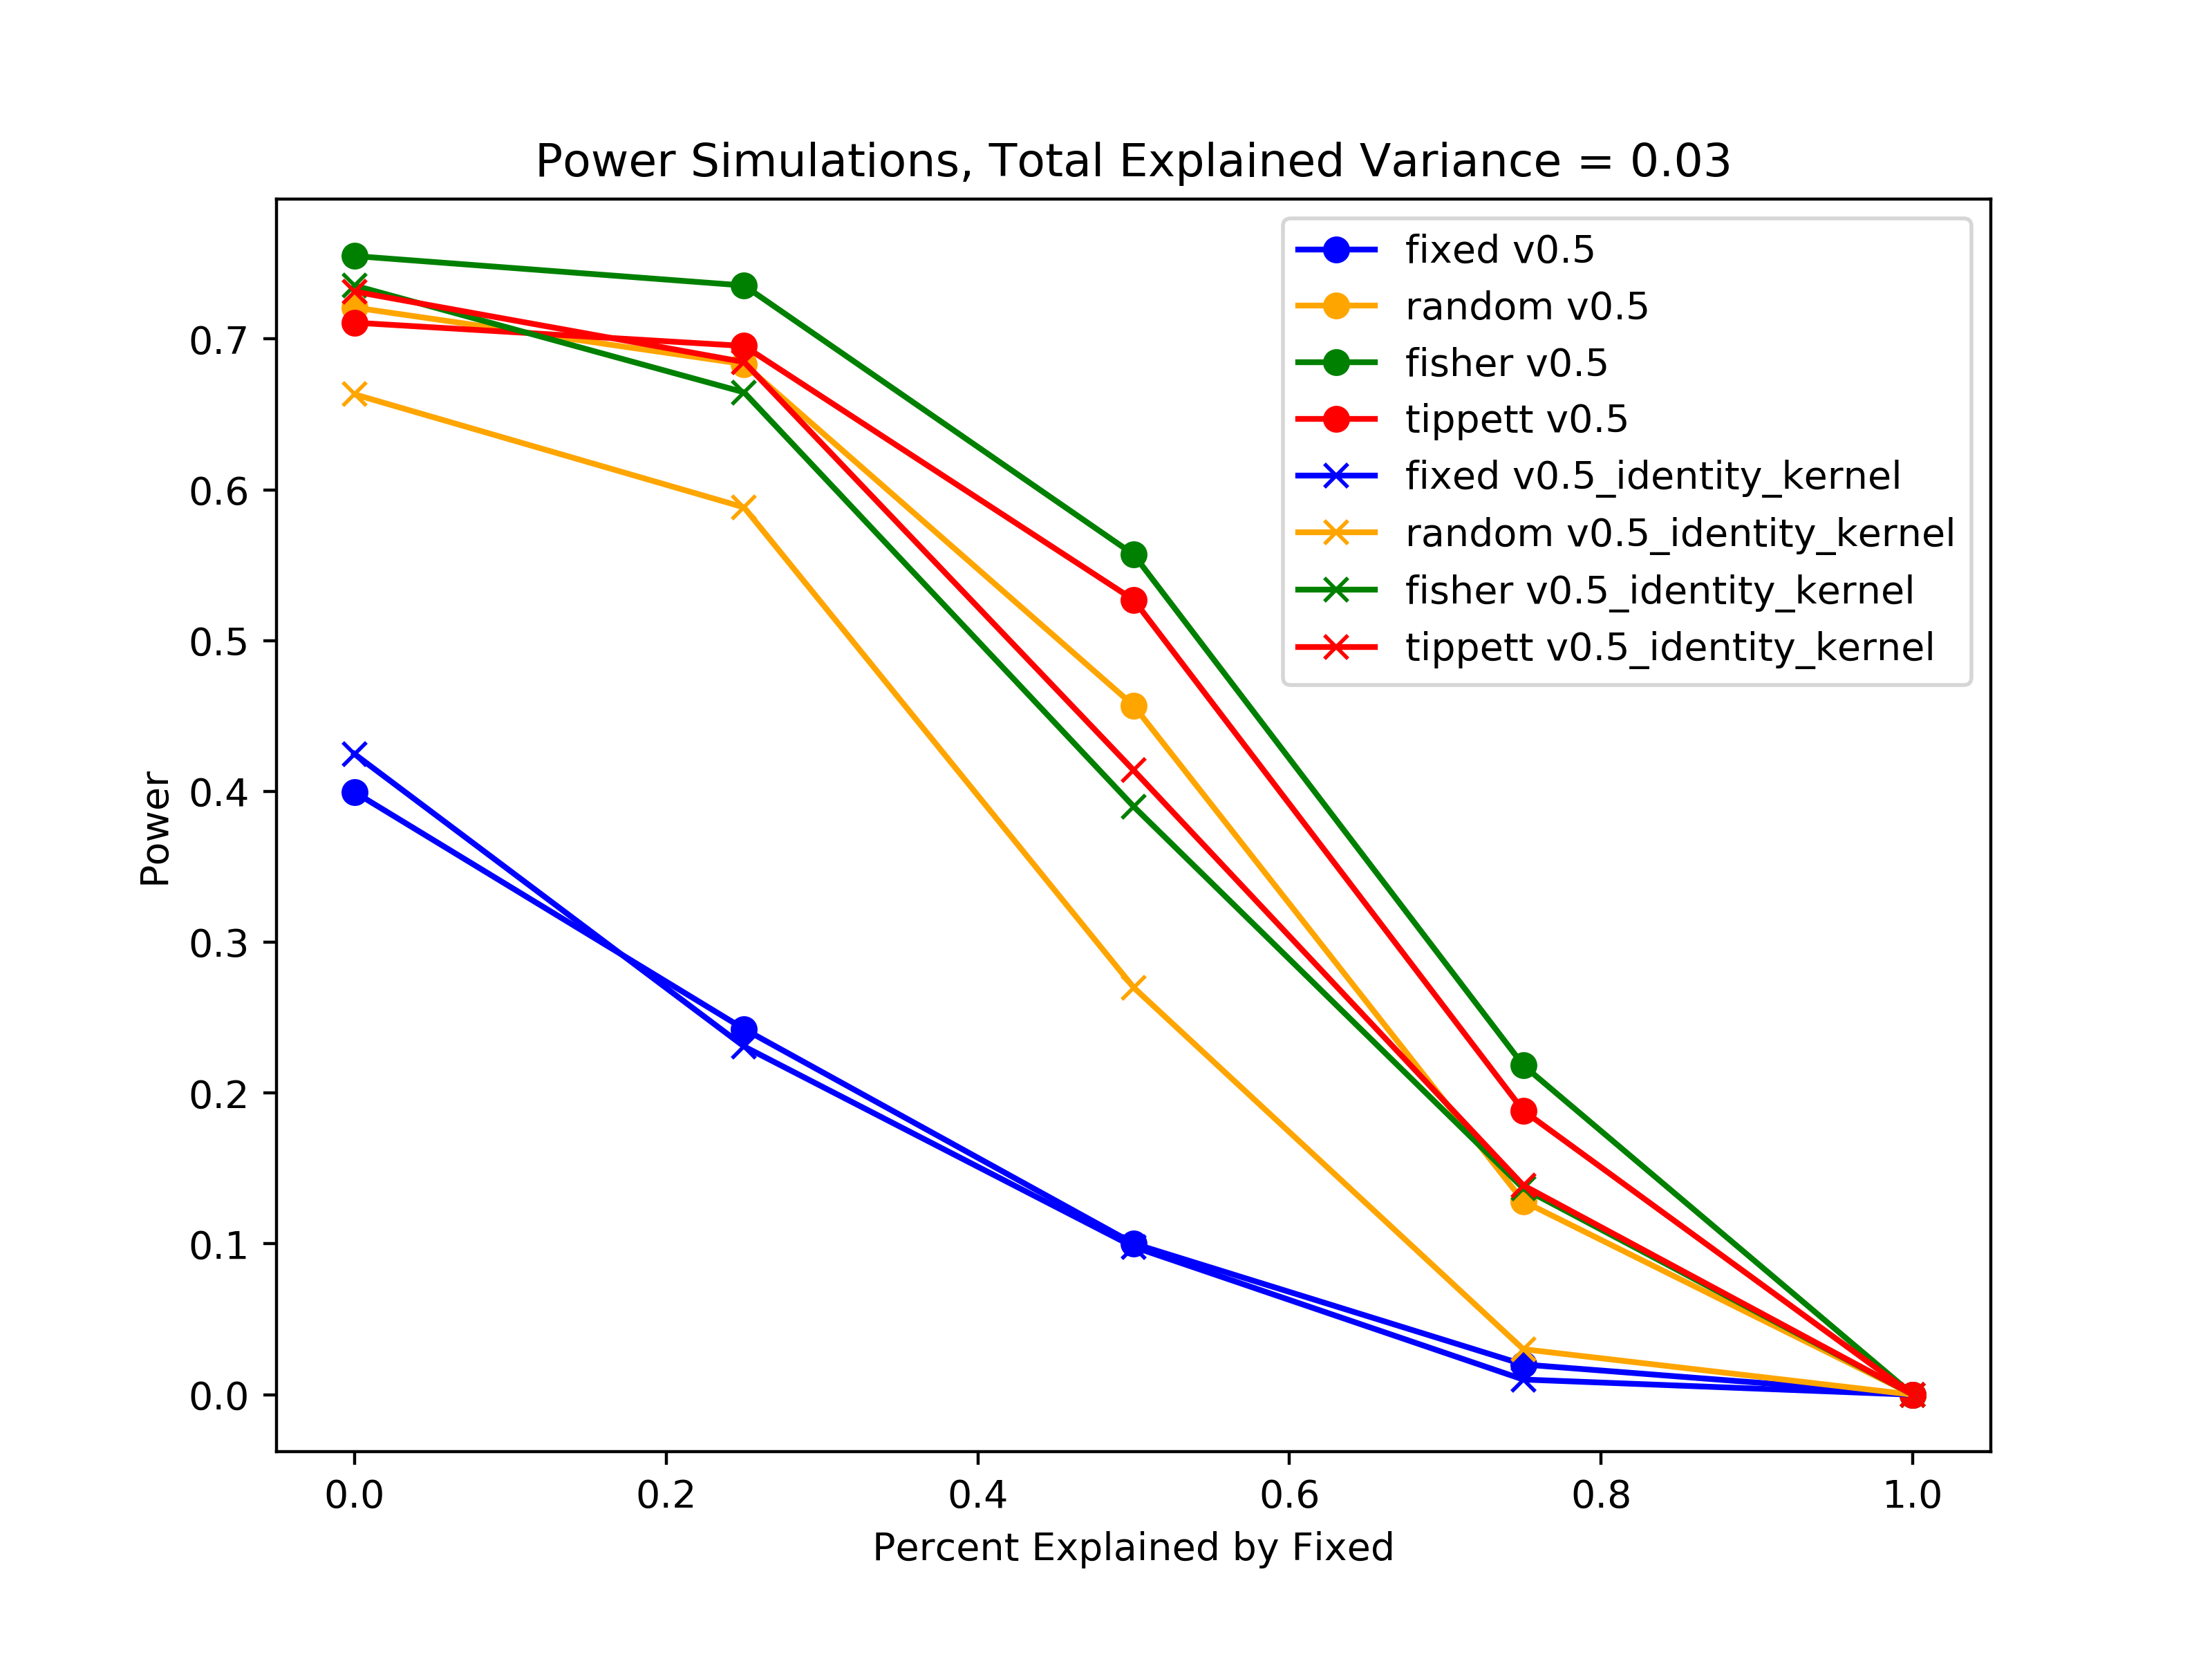 Power Simulations, Total Explained Variance = 0.03
fixed v0.5
random v0.5
fisher v0.5
tippett v0.5
fixed v0.5_identity_kernel
random v0.5_identity_kernel
fisher v0.5_identity_kernel
tippett v0.5_identity_kernel
Power
0.7
0.6
0.5
0.4
0.3
0.2
0.1
0.0
0.0 0.2 0.4 0.6 0.8 1.0
Percent Explained by Fixed